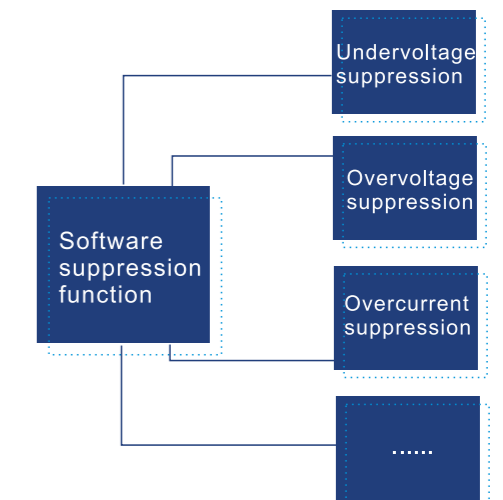 Undervoltage
suppression
Overvoltage
suppression
Software
suppression
function
Overcurrent
suppression
......